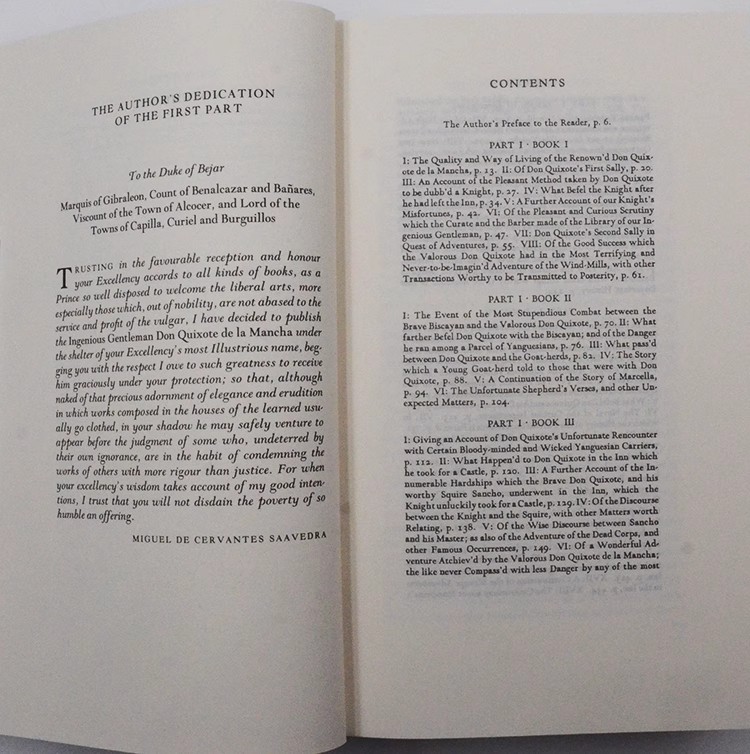 THE AUTHOR'S DEDICATION
OF THE FIRST PART
To the Duke of Bejar
Marquis of Gibraleon, Count of Benalcazar and Bañares,
Viscount of the Town of Alcocer, and Lord of the
Towns of Capilla, Curiel and Burguillos
TRUSTING in the favourable reception and honour
your Excellency accords to all kinds of books, as a
Prince so well disposed to welcome the liberal arts, more
especially those which, out of nobility, are not abased to the
service and profit of the vulgar, I have decided to publish
the Ingenious Gentleman Don Quixote de la Mancha under
the shelter of your Excellency's most Illustrious name, beg-
ging you with the respect I owe to such greatness to receive
him graciously under your protection; so that, although
naked of that precious adornment of elegance and erudition
in which works composed in the houses of the learned usu-
ally go clothed, in your shadow he may safely venture to
appear before the judgment of some who, undeterred by
their own ignorance, are in the habit of condemning the
works of others with more rigour than justice. For when
your excellency's wisdom takes account of my good inten-
tions, I trust that you will not disdain the poverty of so
humble an offering.
MIGUEL DE CERVANTES SAAVEDRA
CONTENTS
The Author's Preface to the Reader, p. 6.
PART I · BOOK I
I: The Quality and Way of Living of the Renown'd Don Quix-
ote de la Mancha, p. 13. II: Of Don Quixote's First Sally, p. 20.
III: An Account of the Pleasant Method taken by Don Quixote
to be dubb'd a Knight, p. 27. IV: What Befel the Knight after
he had left the Inn, p. 34. V: A Further Account of our Knight's
Misfortunes, p. 42. VI: Of the Pleasant and Curious Scrutiny
which the Curate and the Barber made of the Library of our In-
genious Gentleman, p. 47. VII: Don Quixote's Second Sally in
Quest of Adventures, p. 55. VIII: Of the Good Success which
the Valorous Don Quixote had in the Most Terrifying and
Never-to-be-Imagin'd Adventure of the Wind-Mills, with other
Transactions Worthy to be Transmitted to Posterity, p. 61.
PART I · BOOK II
I: The Event of the Most Stupendious Combat between the
Brave Biscayan and the Valorous Don Quixote, p. 70. II: What
farther Befel Don Quixote with the Biscayan; and of the Danger
he ran among a Parcel of Yanguesians, p. 76. III: What pass'd
between Don Quixote and the Goat-herds, p. 82. IV: The Story
which a Young Goat-herd told to those that were with Don
Quixote, p. 88. V: A Continuation of the Story of Marcella,
p. 94. VI: The Unfortunate Shepherd's Verses, and other Un-
expected Matters, p. 104.
PART I · BOOK III
I: Giving an Account of Don Quixote's Unfortunate Rencounter
with Certain Bloody-minded and Wicked Yanguesian Carriers,
p. 112. II: What Happen'd to Don Quixote in the Inn which
he took for a Castle, p. 120. III: A Further Account of the In-
numerable Hardships which the Brave Don Quixote, and his
worthy Squire Sancho, underwent in the Inn, which the
Knight unluckily took for a Castle, p. 129. IV: Of the Discourse
between the Knight and the Squire, with other Matters worth
Relating, p. 138. V: Of the Wise Discourse between Sancho
and his Master; as also of the Adventure of the Dead Corps, and
other Famous Occurrences, p. 149. VI: Of a Wonderful Ad-
venture Atchiev'd by the Valorous Don Quixote de la Mancha;
the like never Compass'd with less Danger by any of the most